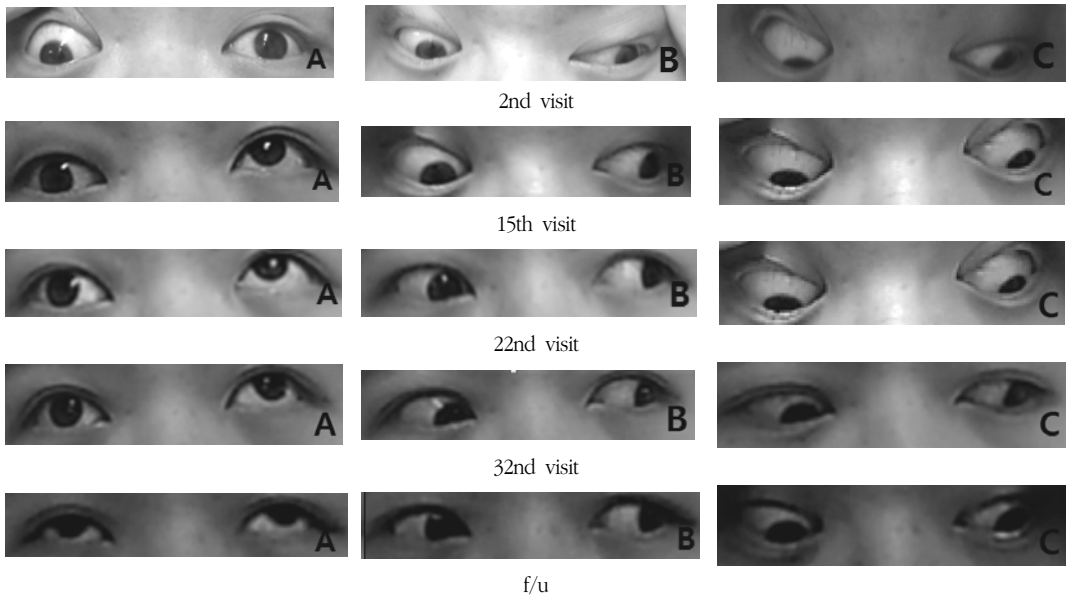 A B C
2nd visit
A B C
15th visit
A B C
22nd visit
A B C
32nd visit
A B C
f/u